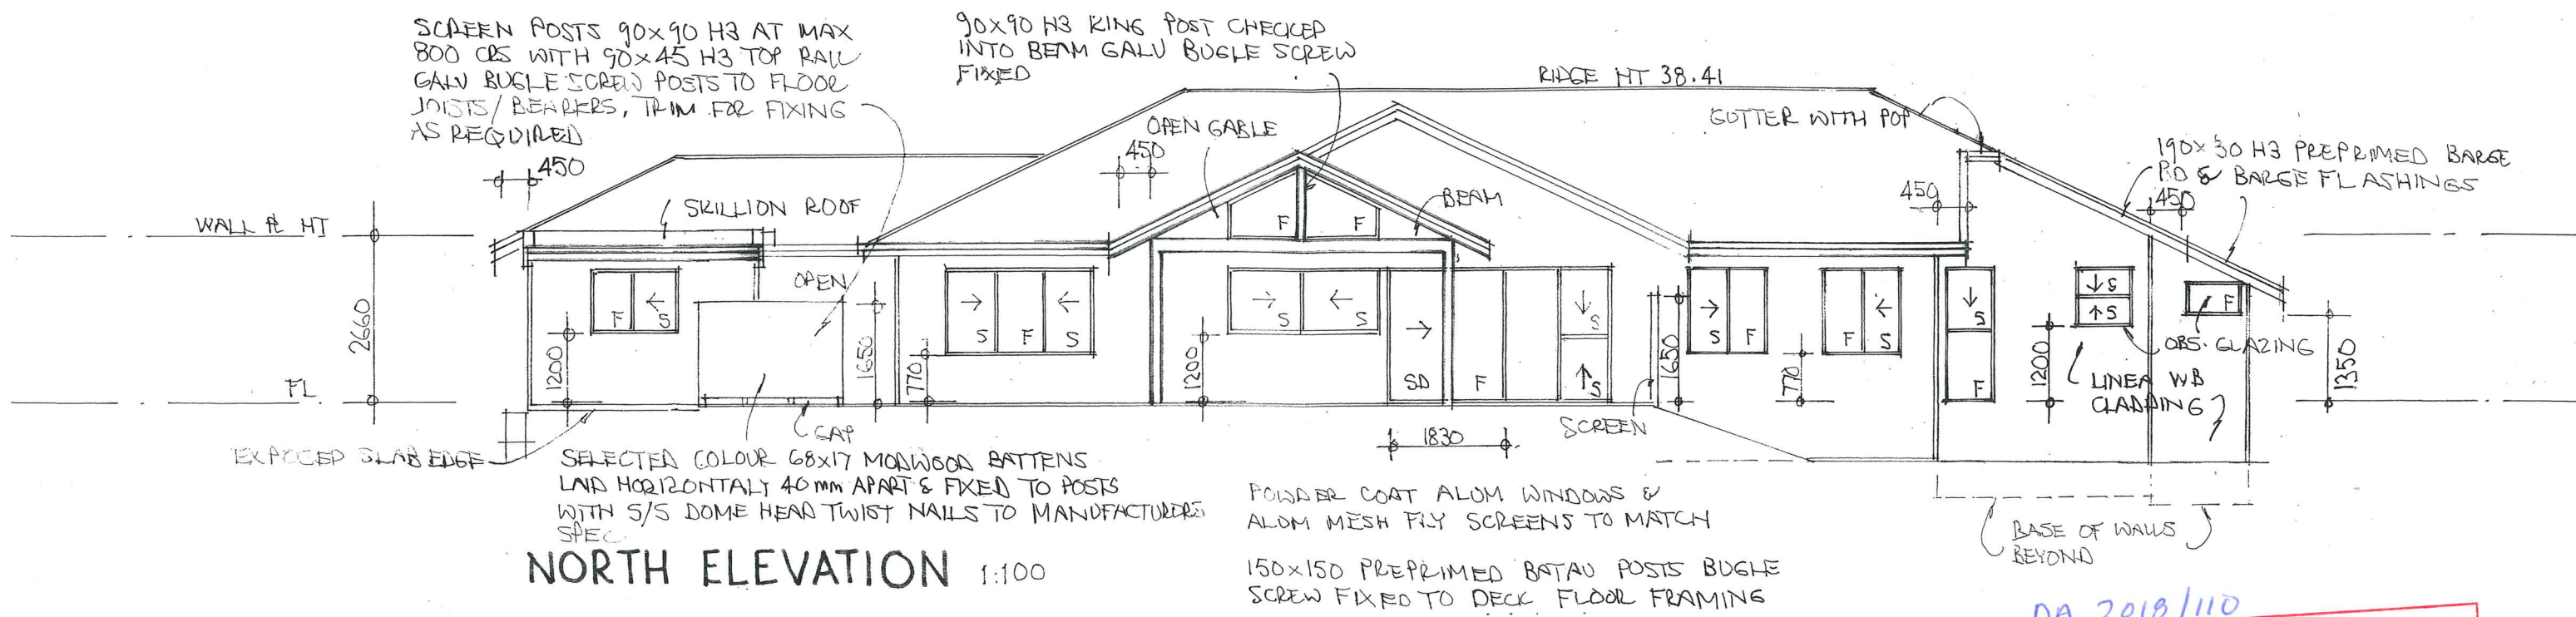 SCREEN POSTS 90x90 H3 AT MAX
800 CRS WITH 90x45 H3 TOP RAIL
GALV BUGLE SCREW POSTS TO FLOOR
JOISTS/BEARERS, TRIM FOR FIXING
AS REQUIRED
90x90 H3 KING POST CHECKED
INTO BEAM GALV BUGLE SCREW
FIXED
RIDGE HT 38.41
GUTTER WITH POP
190x30 H3 PREPRIMED BARGE
BD & BARGE FLASHINGS
450
OPEN GABLE
450
450
450
SKILLION ROOF
BEAM
WALL PL HT
F
F
OPEN
2660
FL
F
S
1200
1650
770
S
F
S
1200
S
S
SD
F
S
S
1650
S
F
770
F
S
S
F
1200
S
S
F
OBS. GLAZING
LINEA WB
CLADDING
1350
1830
SCREEN
GAP
EXPOSED SLAB EDGE
SELECTED COLOUR 68x17 MODWOOD BATTENS
LAID HORIZONTALY 40mm APART & FIXED TO POSTS
WITH S/S DOME HEAD TWIST NAILS TO MANUFACTURERS
SPEC
POWDER COAT ALUM WINDOWS &
ALUM MESH FLY SCREENS TO MATCH
150x150 PREPRIMED BATAU POSTS BUGLE
SCREW FIXED TO DECK FLOOR FRAMING
BASE OF WALLS
BEYOND
NORTH ELEVATION 1:100
DA 2018/110